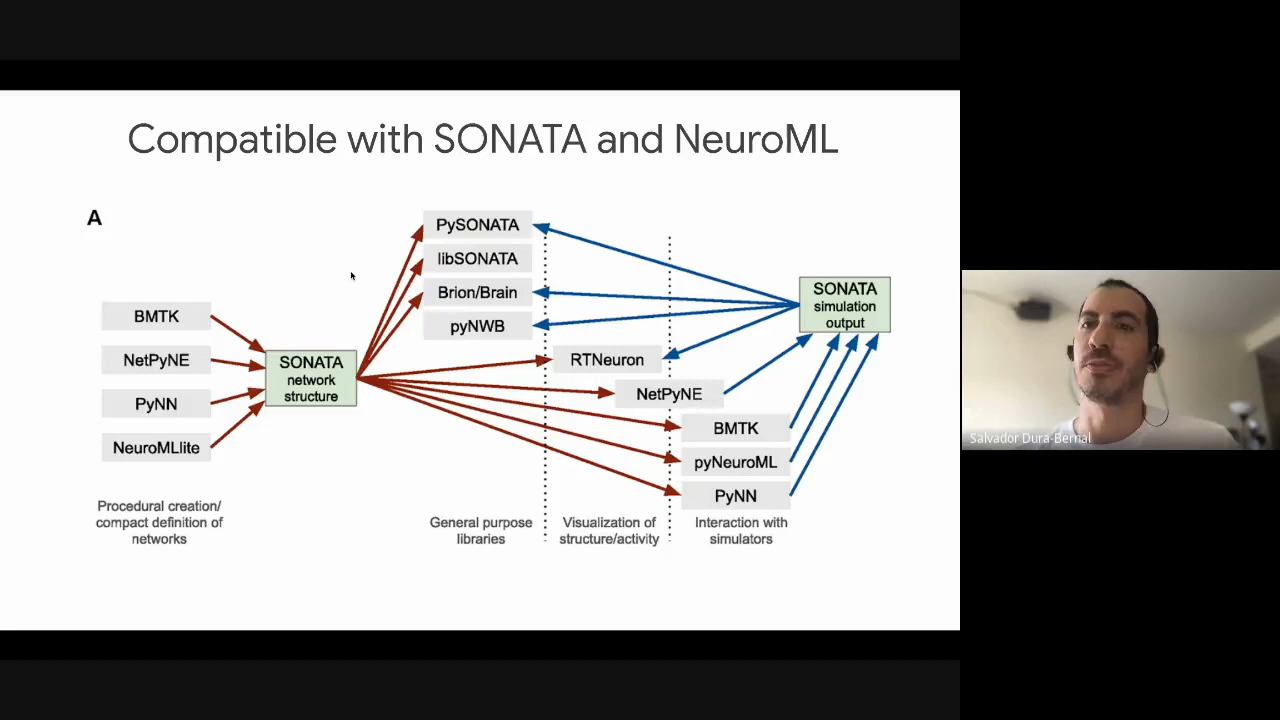 Compatible with SONATA and NeuroML
A
BMTK
NetPyNE
PyNN
NeuroMLlite
Procedural creation/
compact definition of
networks
SONATA
network
structure
PySONATA
libSONATA
Brion/Brain
pyNWB
RTNeuron
NetPyNE
BMTK
pyNeuroML
PyNN
General purpose
libraries
Visualization of
structure/activity
Interaction with
simulators
SONATA
simulation
output
Salvador Dura-Bernal